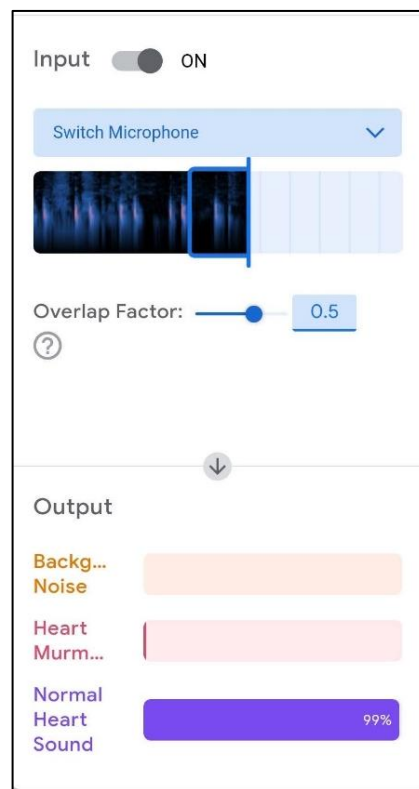 Input ON
Switch Microphone
Overlap Factor: 0.5
?
Output
Backg...
Noise
Heart
Murm...
Normal
Heart
Sound
99%